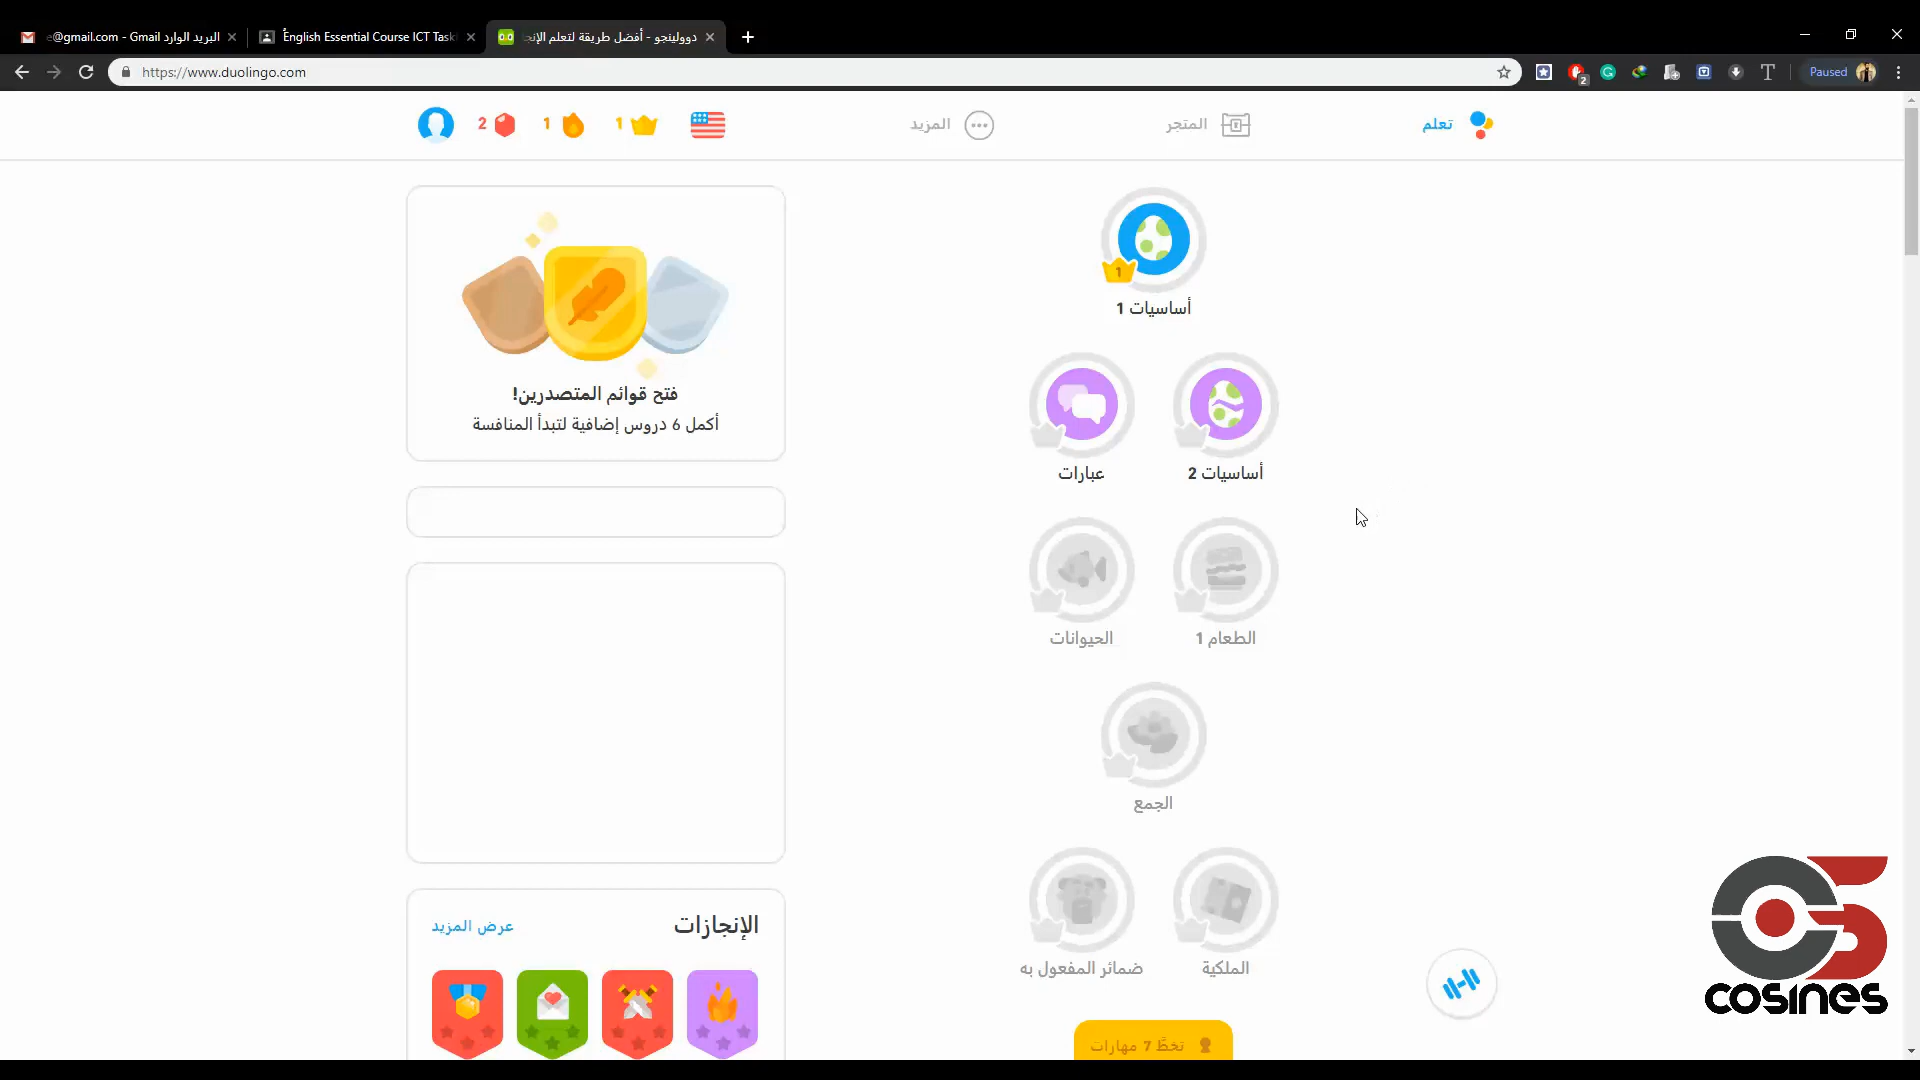 e@gmail.com - Gmail البريد الوارد
English Essential Course ICT Task
دوولينجو - أفضل طريقة لتعلم الإنجا
https://www.duolingo.com
2
Paused
تعلم
المتجر
المزيد
1
1
2
1
أساسيات 1
فتح قوائم المتصدرين!
أكمل 6 دروس إضافية لتبدأ المنافسة
أساسيات 2
عبارات
الطعام 1
الحيوانات
الجمع
الملكية
ضمائر المفعول به
الإنجازات
عرض المزيد
تخطَّ 7 مهارات
COSINES